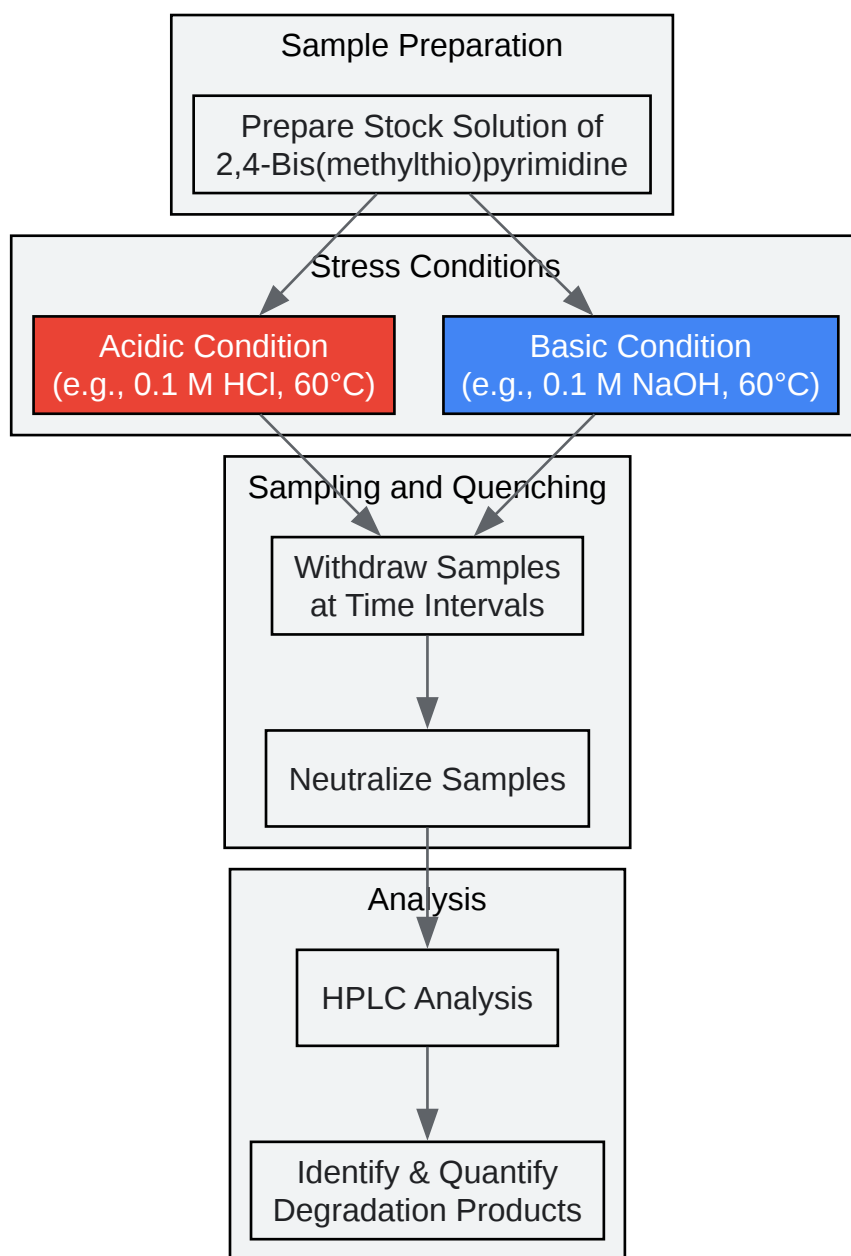 Sample Preparation
Prepare Stock Solution of
2,4-Bis(methylthio)pyrimidine
Stress Conditions
Acidic Condition
(e.g., 0.1 M HCl, 60°C)
Basic Condition
(e.g., 0.1 M NaOH, 60°C)
Sampling and Quenching
Withdraw Samples
at Time Intervals
Neutralize Samples
Analysis
HPLC Analysis
Identify & Quantify
Degradation Products